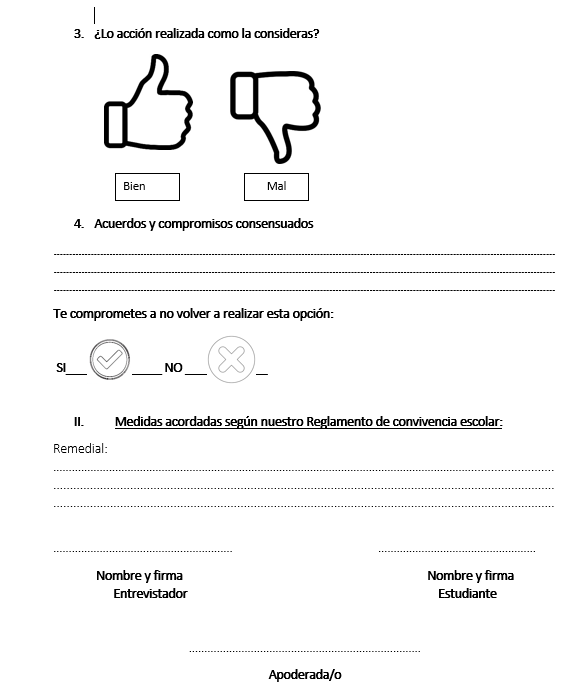 3. ¿Lo acción realizada como la consideras?
Bien Mal
4. Acuerdos y compromisos consensuados
Te comprometes a no volver a realizar esta opción:
SI___ _____ NO ____ __
II. Medidas acordadas según nuestro Reglamento de convivencia escolar:
Remedial:
Nombre y firma Nombre y firma
Entrevistador Estudiante
Apoderada/o